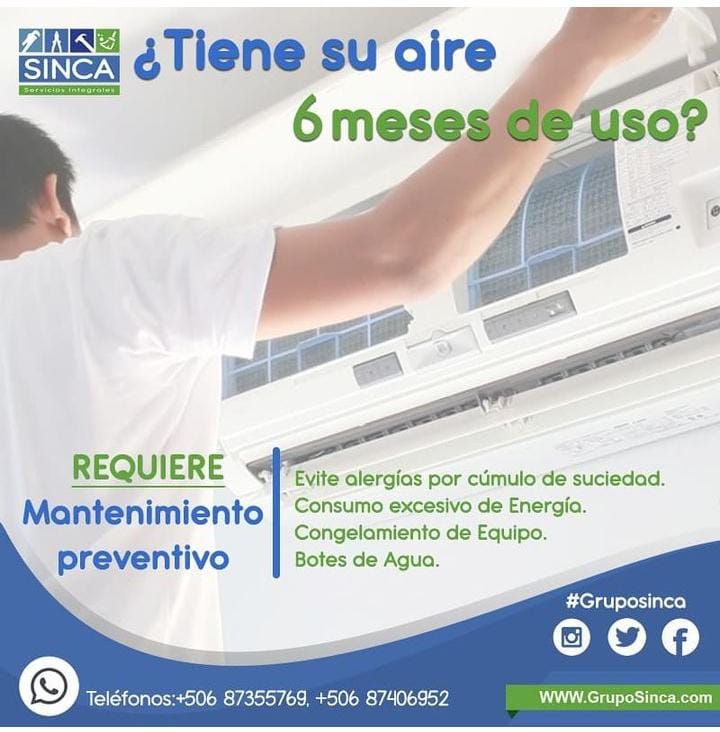 SINCA
Servicios Integrales
¿Tiene su aire
6 meses de uso?
REQUIERE
Mantenimiento
preventivo
Evite alergías por cúmulo de suciedad.
Consumo excesivo de Energía.
Congelamiento de Equipo.
Botes de Agua.
#Gruposinca
Teléfonos:+506 87355769, +506 87406952
WWW.GrupoSinca.com